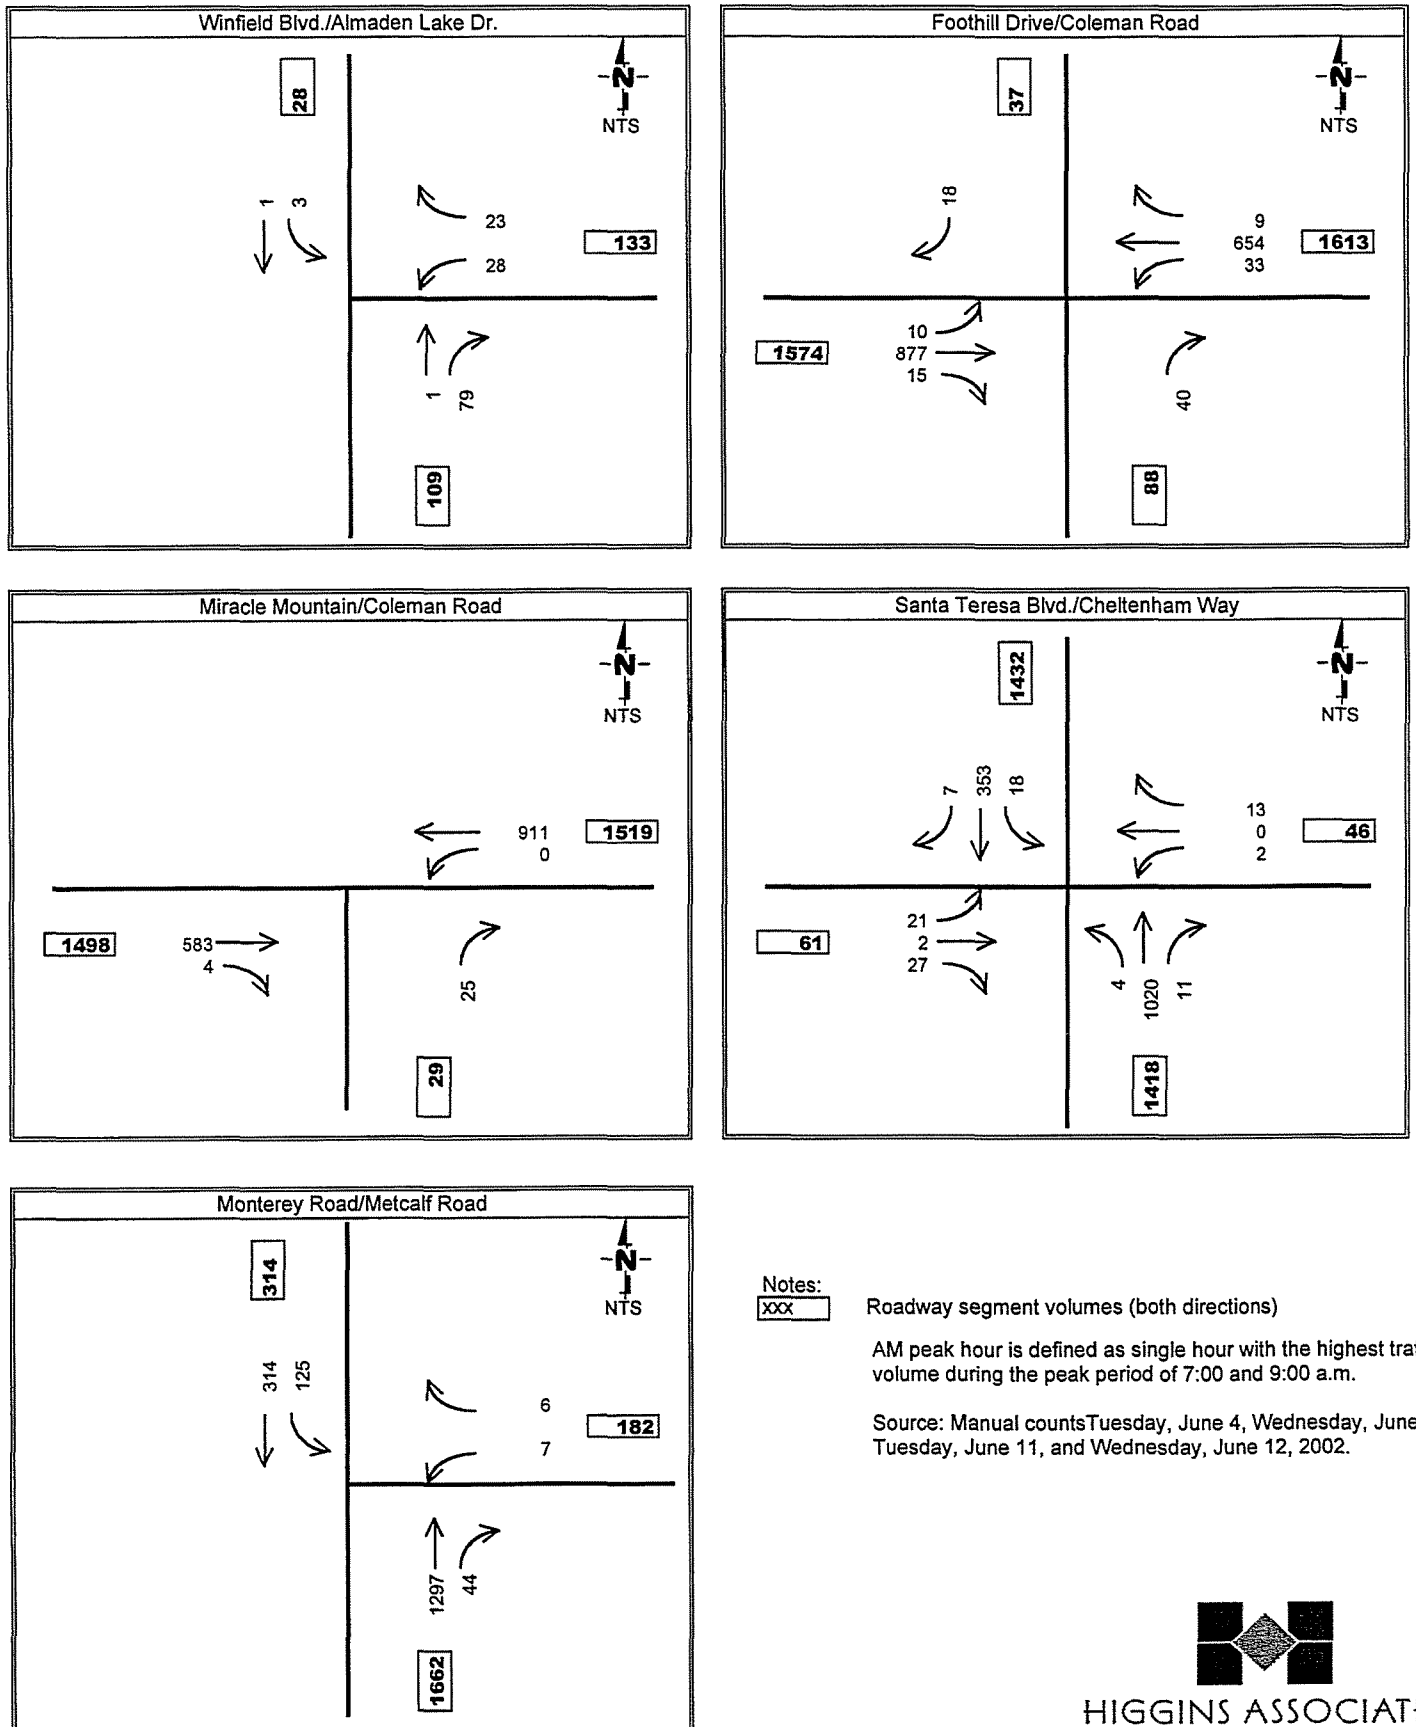 Winfield Blvd./Almaden Lake Dr.
28
N
NTS
1
3
23
133
28
1
79
109
Foothill Drive/Coleman Road
37
N
NTS
18
9
654
1613
33
10
1574
877
15
40
88
Miracle Mountain/Coleman Road
N
NTS
911
1519
0
1498
583
4
25
29
Santa Teresa Blvd./Cheltenham Way
1432
N
NTS
7
353
18
13
0
46
2
21
61
2
27
4
1020
11
1418
Monterey Road/Metcalf Road
314
N
NTS
314
125
6
182
7
1297
44
1662
Notes:
xxx Roadway segment volumes (both directions)
AM peak hour is defined as single hour with the highest
volume during the peak period of 7:00 and 9:00 a.m.
Source: Manual countsTuesday, June 4, Wednesday, June
Tuesday, June 11, and Wednesday, June 12, 2002.
HIGGINS ASSOCIAT